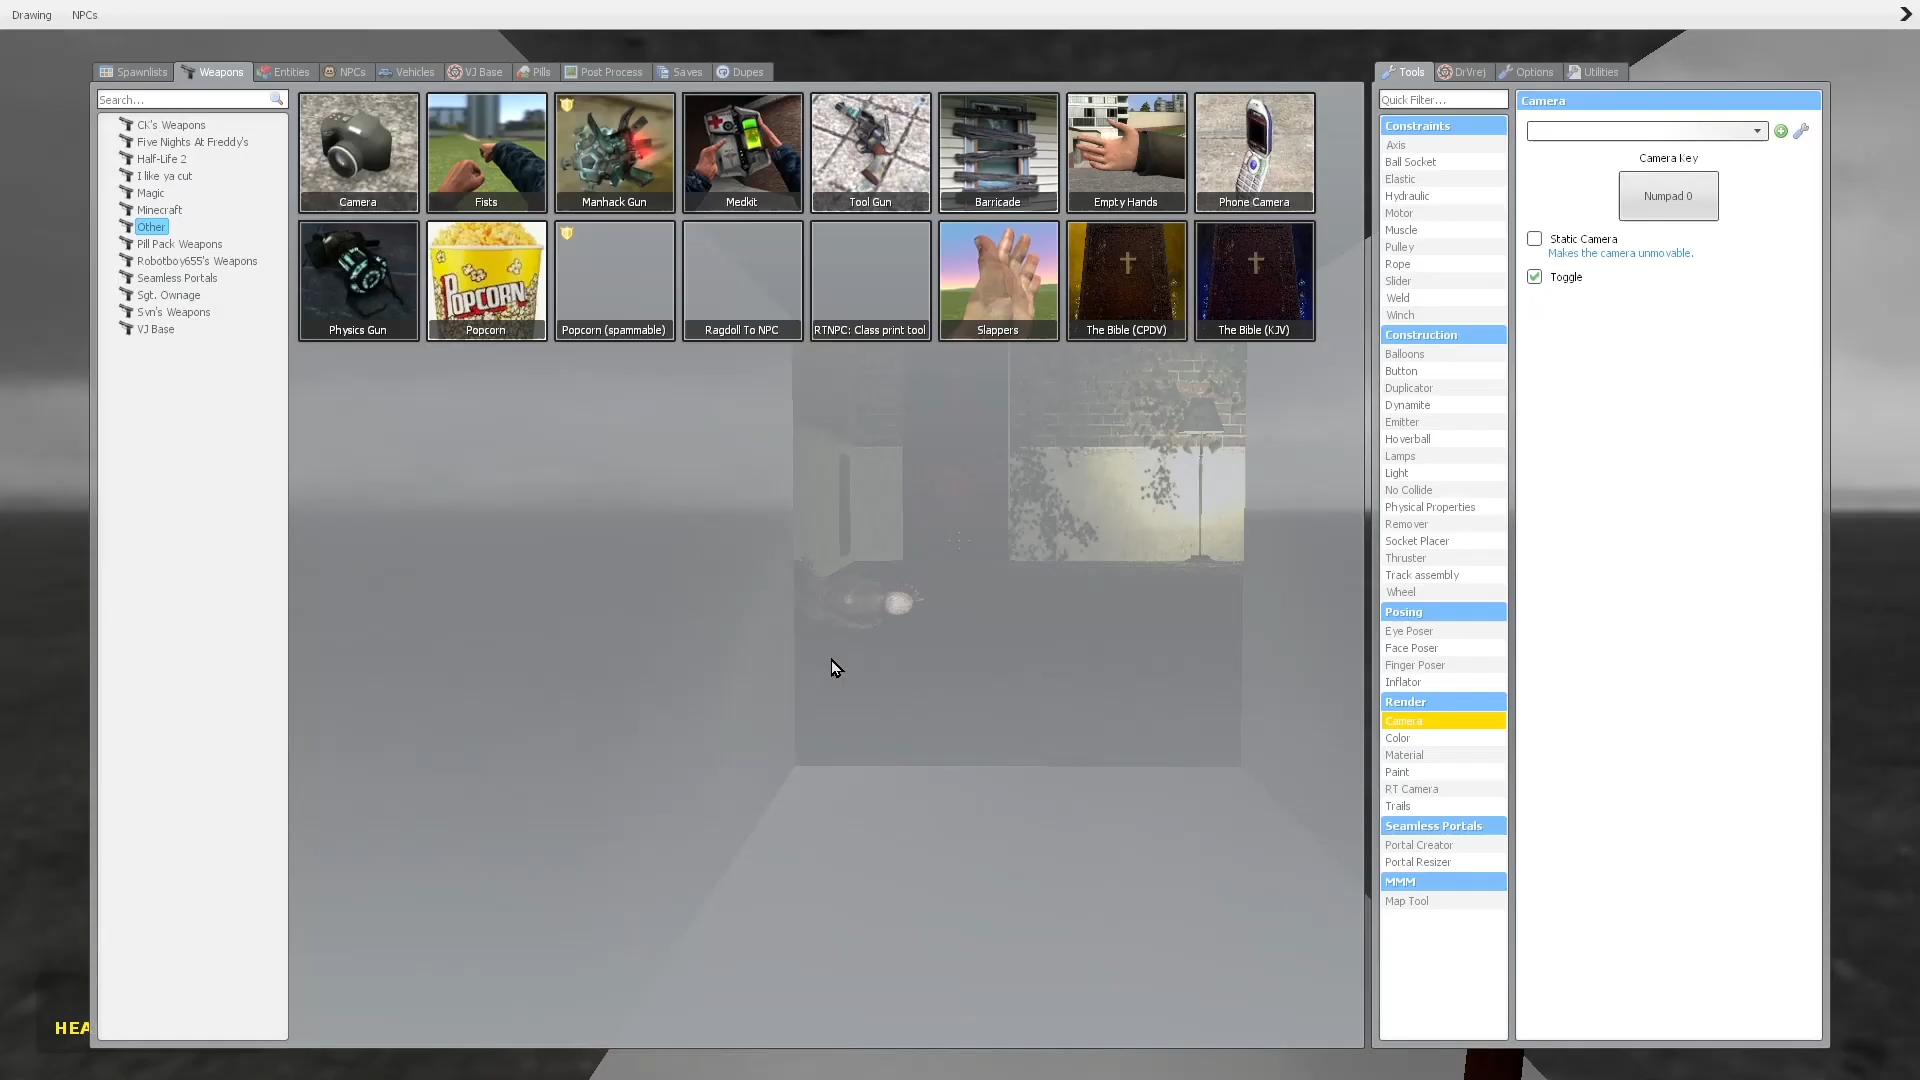 Drawing NPCs
Spawnlists Weapons Entities NPCs Vehicles VJ Base Pills Post Process Saves Dupes
Search...
Ck's Weapons
Five Nights At Freddy's
Half-Life 2
I like ya cut
Magic
Minecraft
Other
Pill Pack Weapons
Robotboy655's Weapons
Seamless Portals
Sgt. Ownage
Svn's Weapons
VJ Base
Camera Fists Manhack Gun Medkit Tool Gun Barricade Empty Hands Phone Camera
POPCORN
Physics Gun Popcorn Popcorn (spammable) Ragdoll To NPC RTNPC: Class print tool Slappers The Bible (CPDV) The Bible (KJV)
HEA
Tools DrVrej Options Utilities
Quick Filter...
Constraints
Axis
Ball Socket
Elastic
Hydraulic
Motor
Muscle
Pulley
Rope
Slider
Weld
Winch
Construction
Balloons
Button
Duplicator
Dynamite
Emitter
Hoverball
Lamps
Light
No Collide
Physical Properties
Remover
Socket Placer
Thruster
Track assembly
Wheel
Posing
Eye Poser
Face Poser
Finger Poser
Inflator
Render
Camera
Color
Material
Paint
RT Camera
Trails
Seamless Portals
Portal Creator
Portal Resizer
MMM
Map Tool
Camera
Camera Key
Numpad 0
Static Camera
Makes the camera unmovable.
Toggle